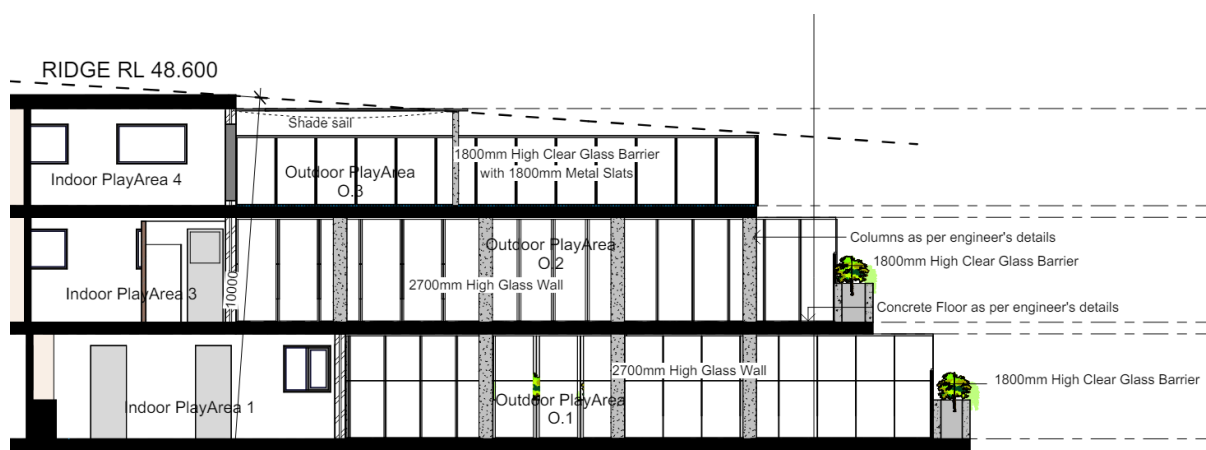 RIDGE RL 48.600
Shade sail
1800mm High Clear Glass Barrier
with 1800mm Metal Slats
Indoor PlayArea 4
Outdoor PlayArea
O.3
Outdoor PlayArea
O.2
Columns as per engineer's details
1800mm High Clear Glass Barrier
Indoor PlayArea 3
2700mm High Glass Wall
10000
Concrete Floor as per engineer's details
2700mm High Glass Wall
1800mm High Clear Glass Barrier
Indoor PlayArea 1
Outdoor PlayArea
O.1